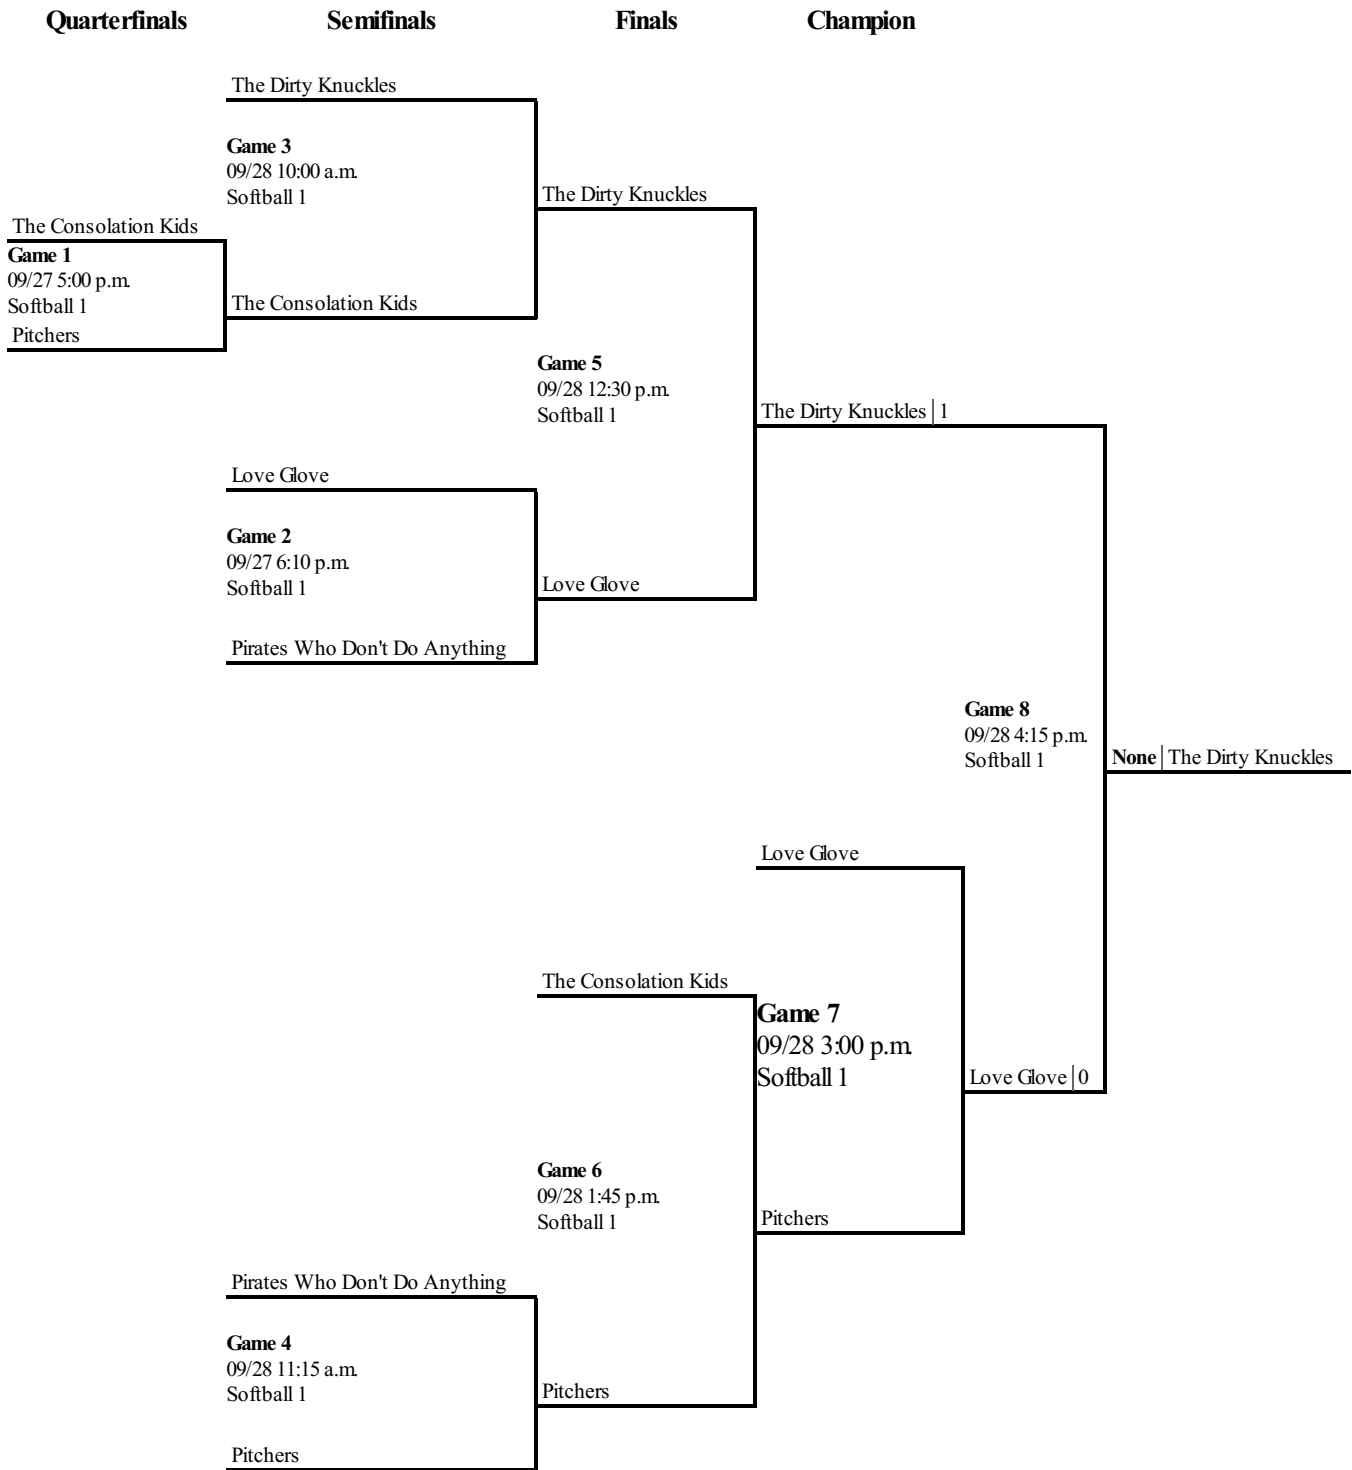 Quarterfinals Semifinals Finals Champion
The Dirty Knuckles
Game 3
09/28 10:00 a.m.
Softball 1
The Dirty Knuckles
The Consolation Kids
Game 1
09/27 5:00 p.m.
Softball 1
The Consolation Kids
Pitchers
Game 5
09/28 12:30 p.m.
Softball 1
The Dirty Knuckles | 1
Love Glove
Game 2
09/27 6:10 p.m.
Softball 1
Love Glove
Pirates Who Don't Do Anything
Game 8
09/28 4:15 p.m.
Softball 1
None | The Dirty Knuckles
Love Glove
The Consolation Kids
Game 7
09/28 3:00 p.m.
Softball 1
Love Glove | 0
Game 6
09/28 1:45 p.m.
Softball 1
Pitchers
Pirates Who Don't Do Anything
Game 4
09/28 11:15 a.m.
Softball 1
Pitchers
Pitchers